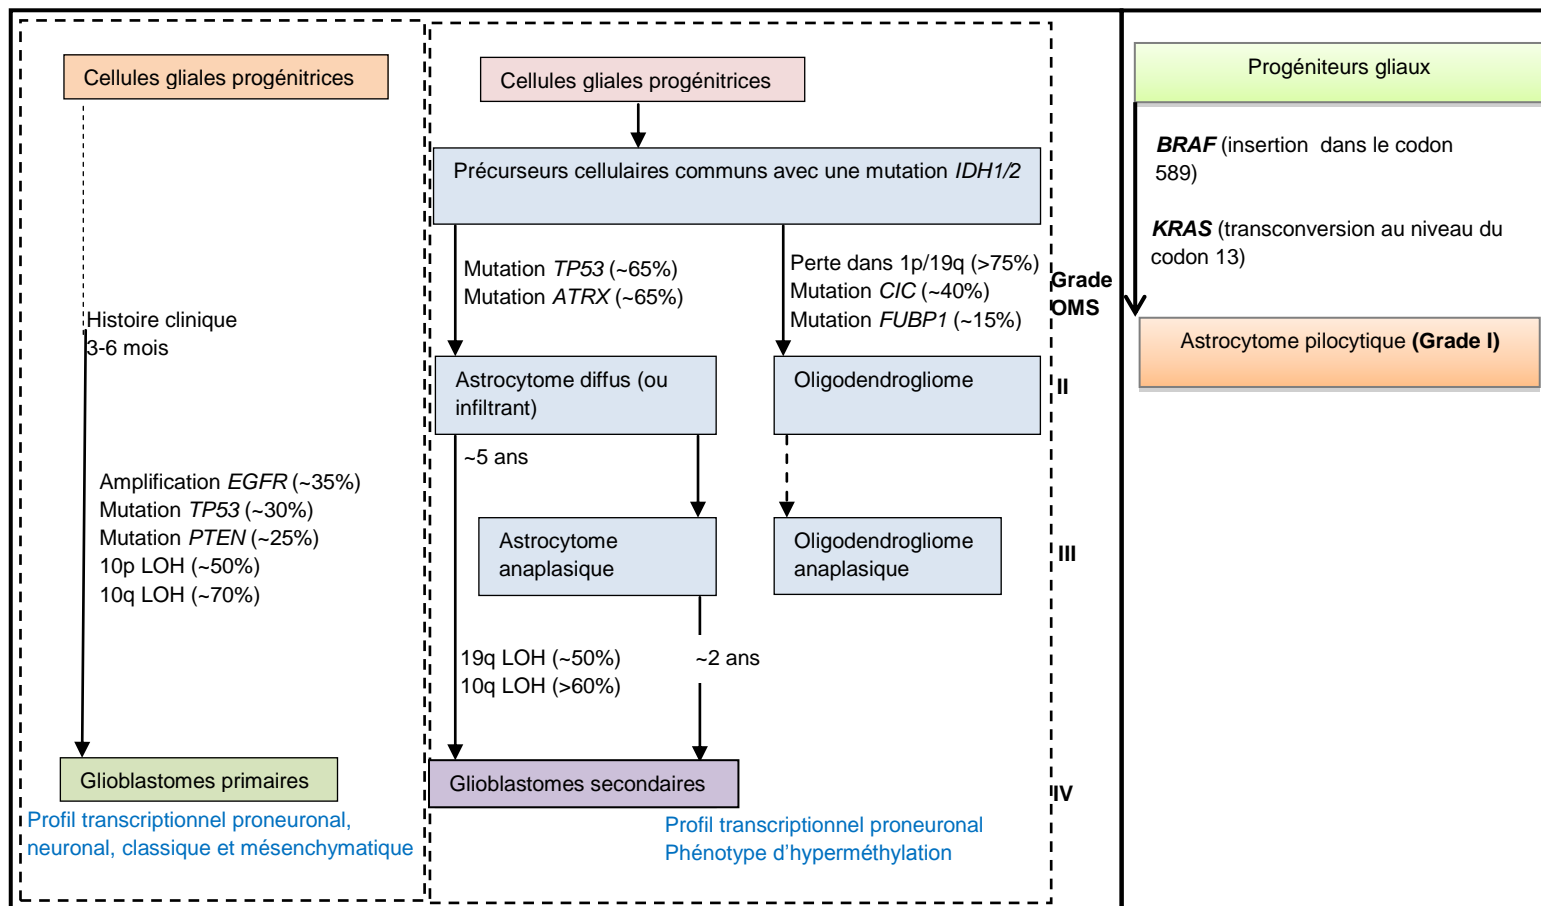 Cellules gliales progénitrices
Histoire clinique
3-6 mois
Amplification EGFR (~35%)
Mutation TP53 (~30%)
Mutation PTEN (~25%)
10p LOH (~50%)
10q LOH (~70%)
Glioblastomes primaires
Profil transcriptionnel proneuronal,
neuronal, classique et mésenchymatique
Cellules gliales progénitrices
Précurseurs cellulaires communs avec une mutation IDH1/2
Mutation TP53 (~65%)
Mutation ATRX (~65%)
Perte dans 1p/19q (>75%)
Mutation CIC (~40%)
Mutation FUBP1 (~15%)
Grade
OMS
Astrocytome diffus (ou
infiltrant)
Oligodendrogliome
II
~5 ans
Astrocytome
anaplasique
Oligodendrogliome
anaplasique
III
19q LOH (~50%)
10q LOH (>60%)
~2 ans
Glioblastomes secondaires
IV
Profil transcriptionnel proneuronal
Phénotype d’hyperméthylation
Progéniteurs gliaux
BRAF (insertion dans le codon
589)
KRAS (transconversion au niveau du
codon 13)
Astrocytome pilocytique (Grade I)